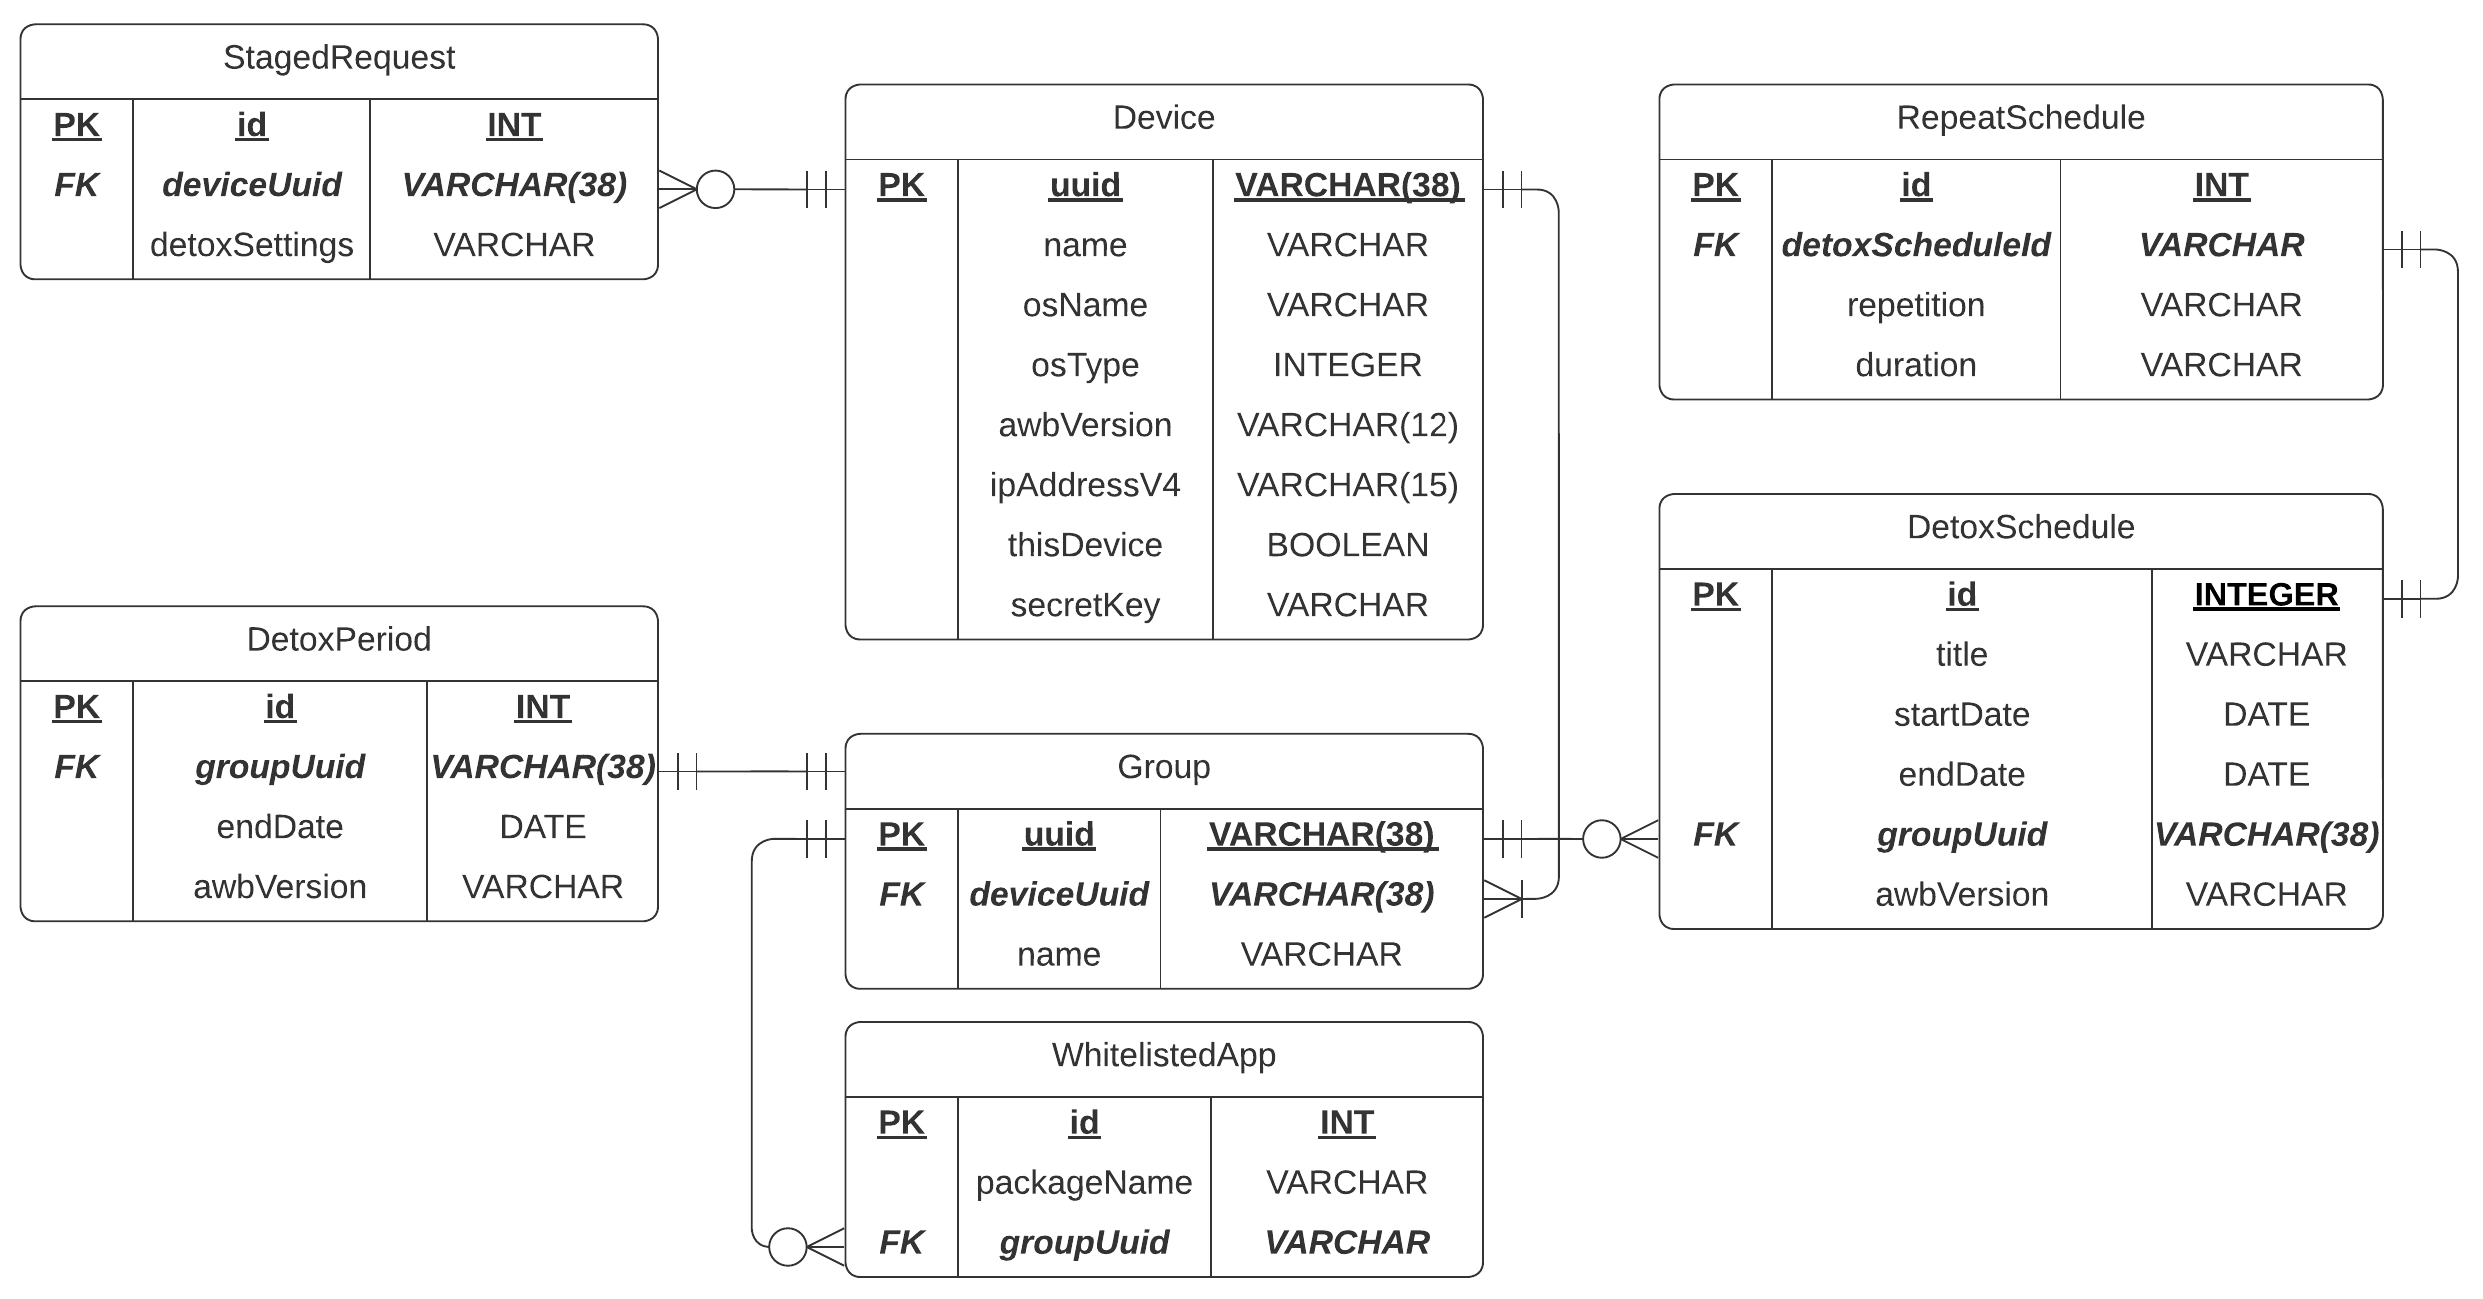 StagedRequest
PK id INT
FK deviceUuid VARCHAR(38)
detoxSettings VARCHAR
Device
PK uuid VARCHAR(38)
name VARCHAR
osName VARCHAR
osType INTEGER
awbVersion VARCHAR(12)
ipAddressV4 VARCHAR(15)
thisDevice BOOLEAN
secretKey VARCHAR
RepeatSchedule
PK id INT
FK detoxScheduleId VARCHAR
repetition VARCHAR
duration VARCHAR
DetoxSchedule
PK id INTEGER
title VARCHAR
startDate DATE
endDate DATE
FK groupUuid VARCHAR(38)
awbVersion VARCHAR
DetoxPeriod
PK id INT
FK groupUuid VARCHAR(38)
endDate DATE
awbVersion VARCHAR
Group
PK uuid VARCHAR(38)
FK deviceUuid VARCHAR(38)
name VARCHAR
WhitelistedApp
PK id INT
packageName VARCHAR
FK groupUuid VARCHAR